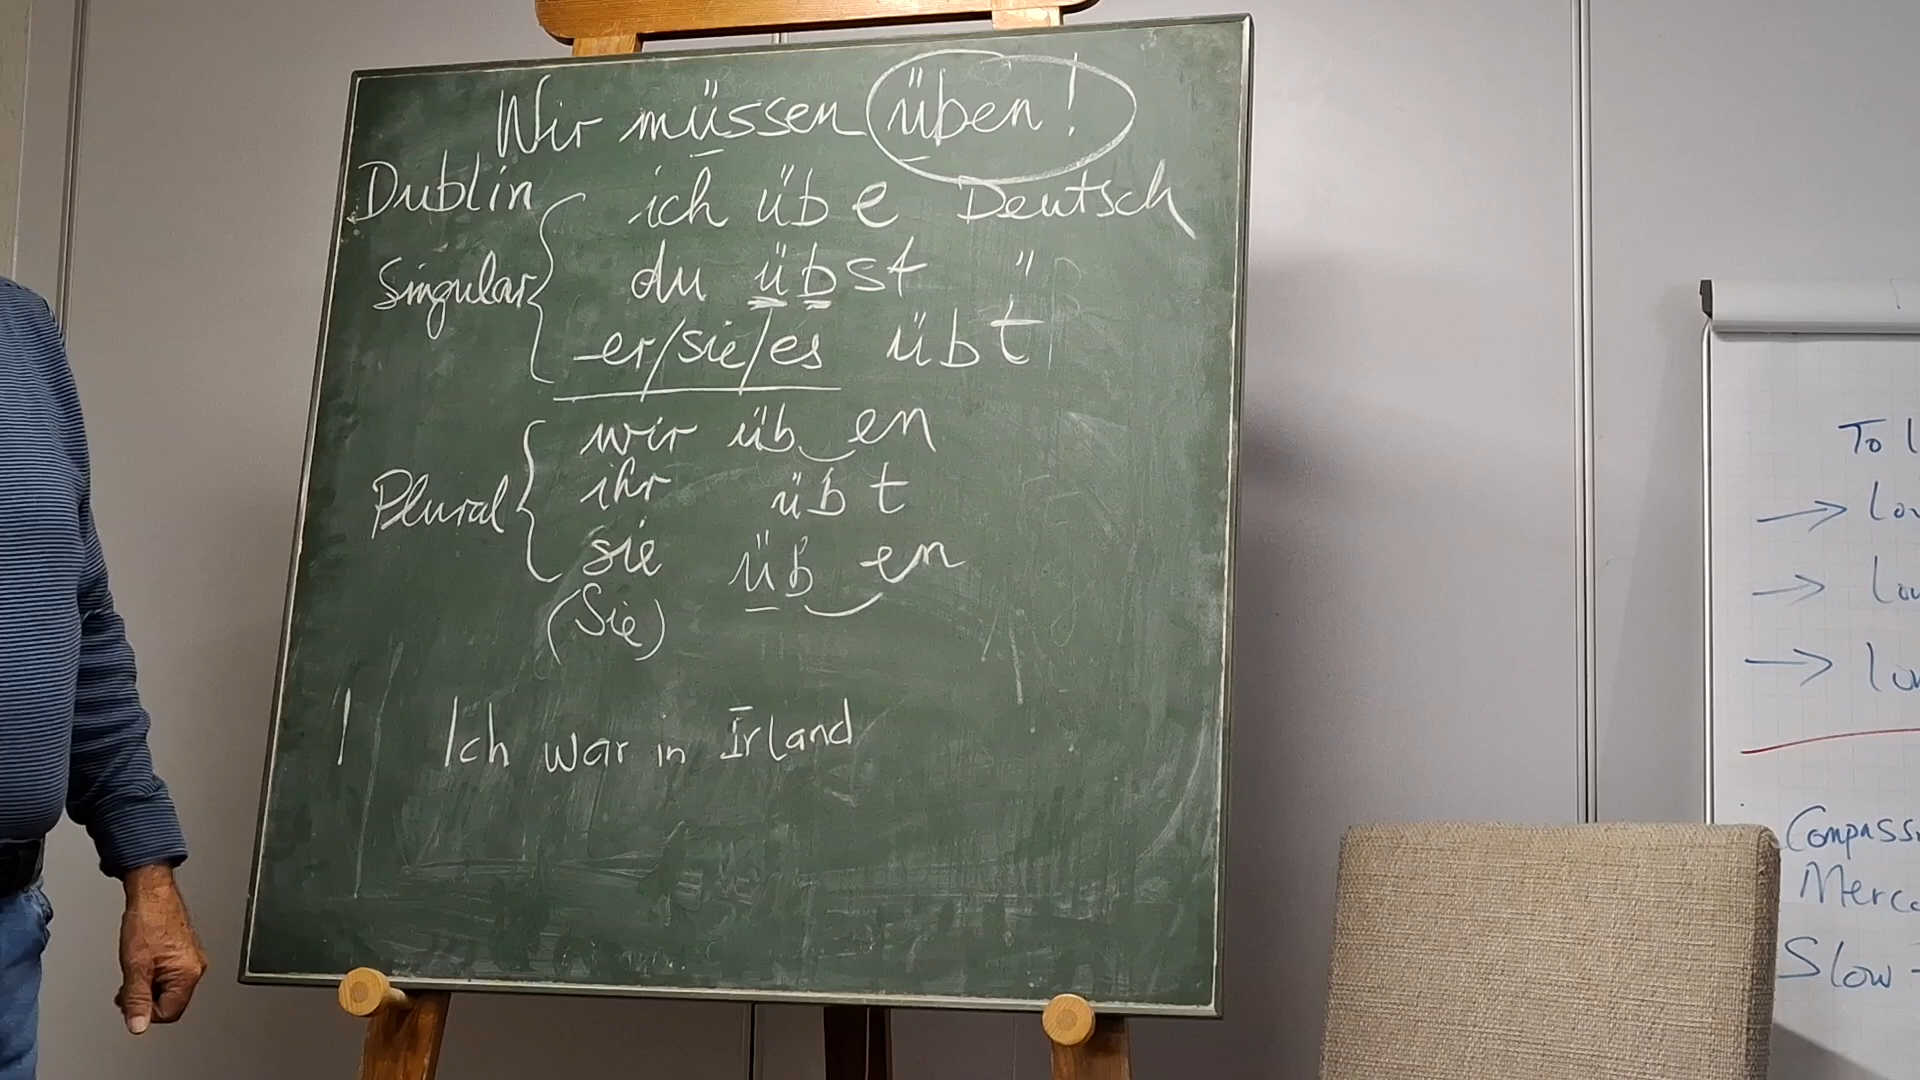 Wir müssen üben!
Dublin
ich übe Deutsch
Singular
du übst "
er/sie/es übt
wir üben
Plural
ihr übt
sie üben
(Sie)
Ich war in Irland
To
Slow